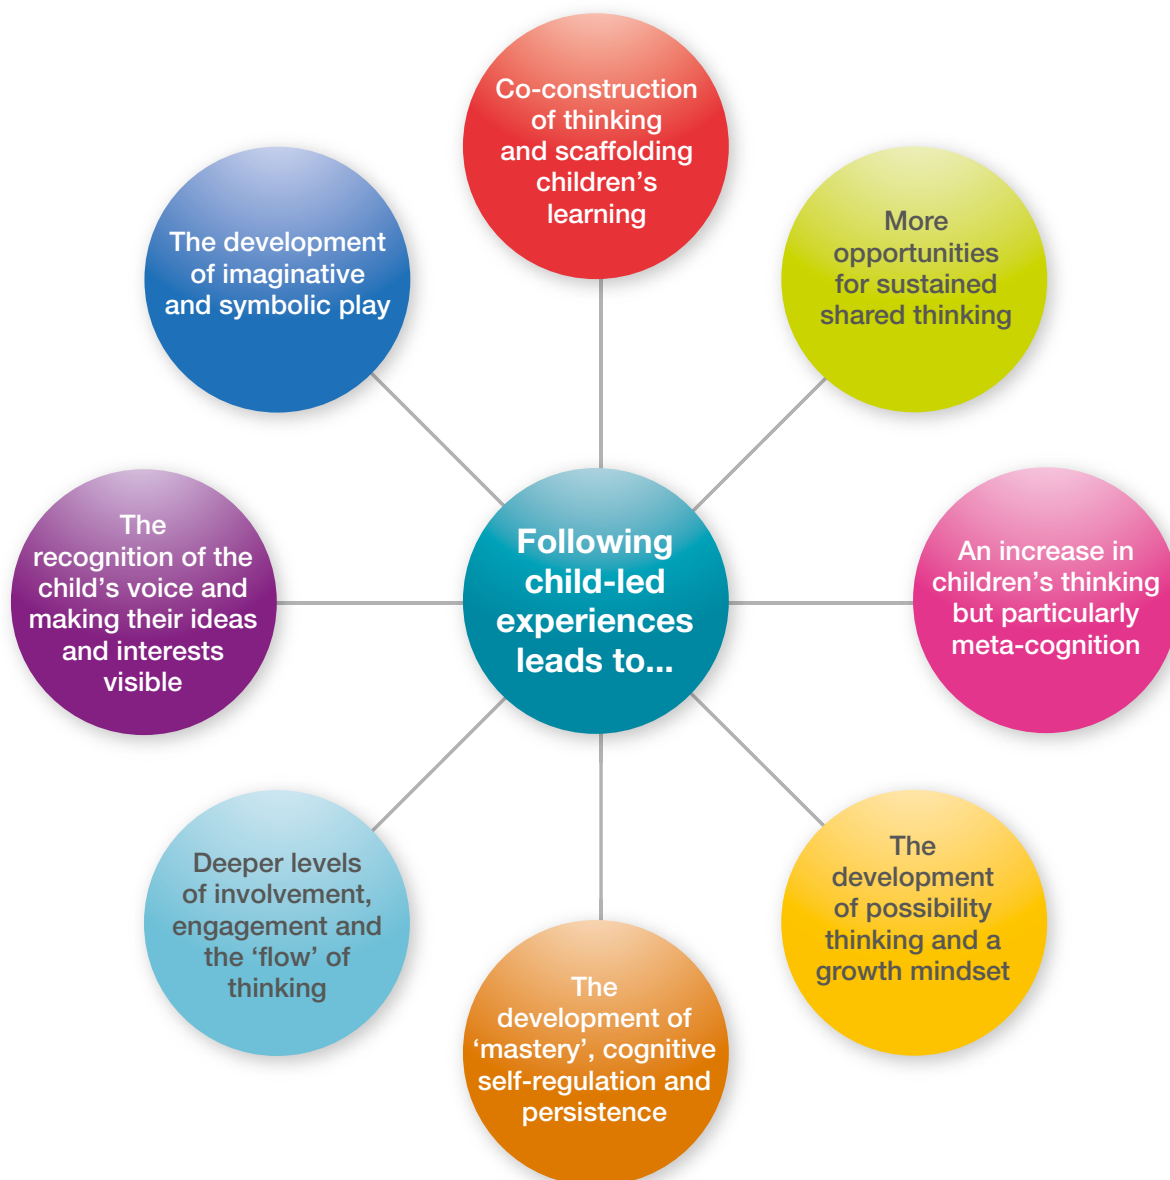 Co-construction
of thinking
and scaffolding
children’s
learning
More
opportunities
for sustained
shared thinking
An increase in
children’s thinking
but particularly
meta-cognition
The
development
of possibility
thinking and a
growth mindset
The
development of
‘mastery’, cognitive
self-regulation and
persistence
Deeper levels
of involvement,
engagement and
the ‘flow’ of
thinking
The
recognition of the
child’s voice and
making their ideas
and interests
visible
The development
of imaginative
and symbolic play
Following
child-led
experiences
leads to...